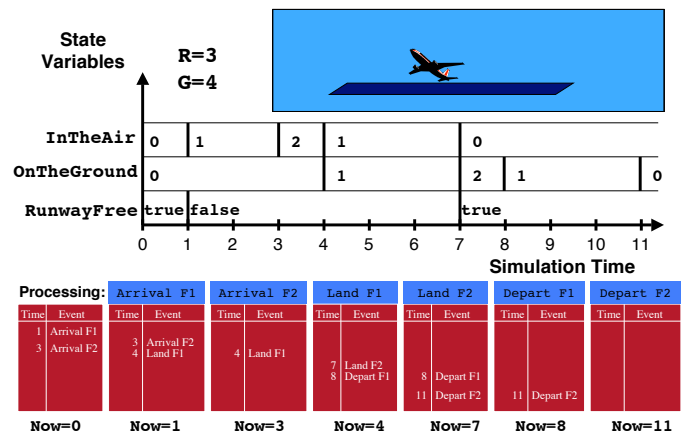 State
Variables
R=3
G=4
InTheAir 0 1 2 1 0
OnTheGround 0 1 2 1 0
RunwayFree true false true
0 1 2 3 4 5 6 7 8 9 10 11
Simulation Time
Processing: Arrival F1 Arrival F2 Land F1 Land F2 Depart F1 Depart F2
Time Event Time Event Time Event Time Event Time Event Time Event Time Event
1 Arrival F1
3 Arrival F2
3 Arrival F2
4 Land F1
4 Land F1
7 Land F2
8 Depart F1
8 Depart F1
11 Depart F2
11 Depart F2
Now=0 Now=1 Now=3 Now=4 Now=7 Now=8 Now=11